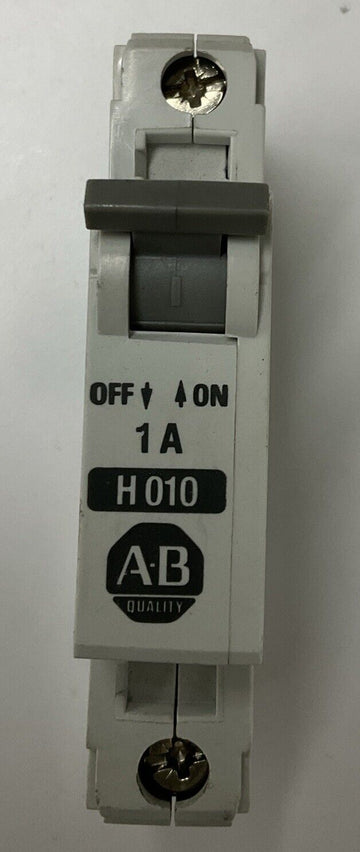 OFF ↓ ↑ ON
1 A
H 010
A·B
QUALITY